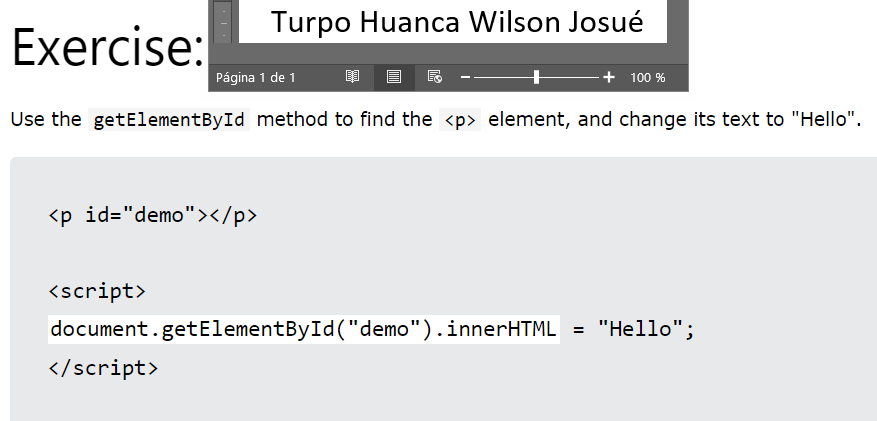 Turpo Huanca Wilson Josué
Exercise:
Página 1 de 1 100 %
Use the getElementById method to find the <p> element, and change its text to "Hello".
<p id="demo"></p>
<script>
document.getElementById("demo").innerHTML = "Hello";
</script>